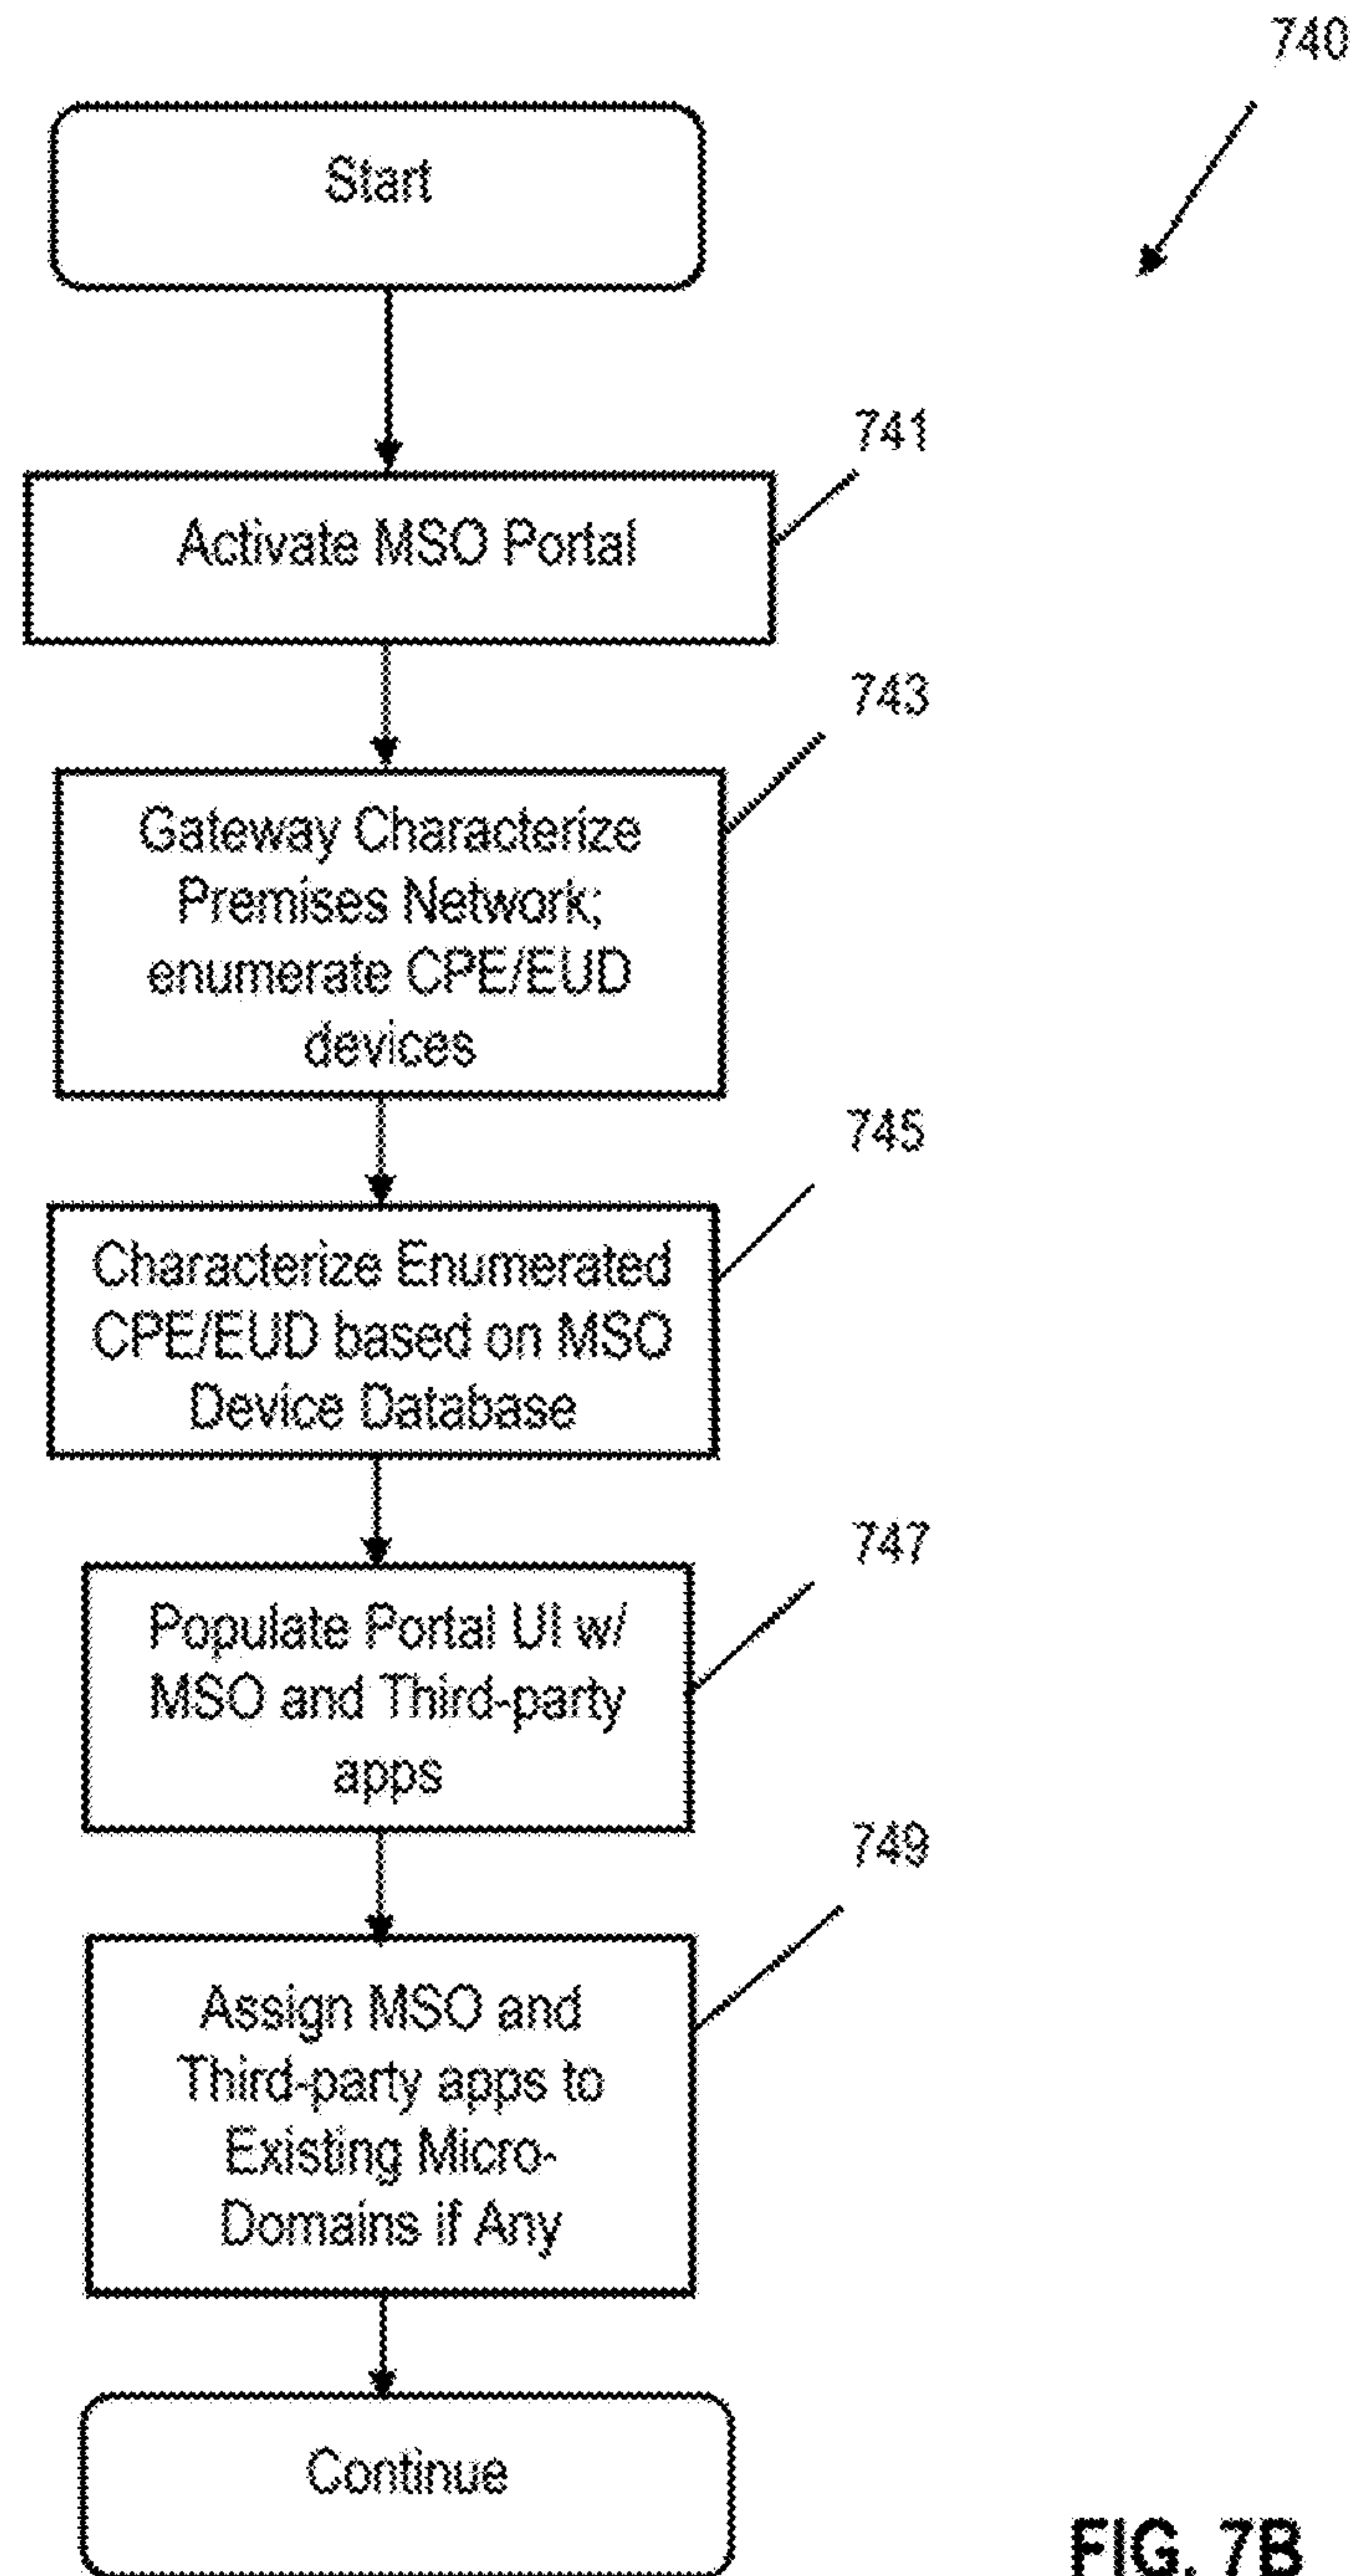 740
Start
741
Activate MSO Portal
743
Gateway Characterize
Premises Network;
enumerate CPE/EUD
devices
745
Characterize Enumerated
CPE/EUD based on MSO
Device Database
747
Populate Portal UI w/
MSO and Third-party
apps
749
Assign MSO and
Third-party apps to
Existing Micro-
Domains if Any
Continue
FIG. 7B